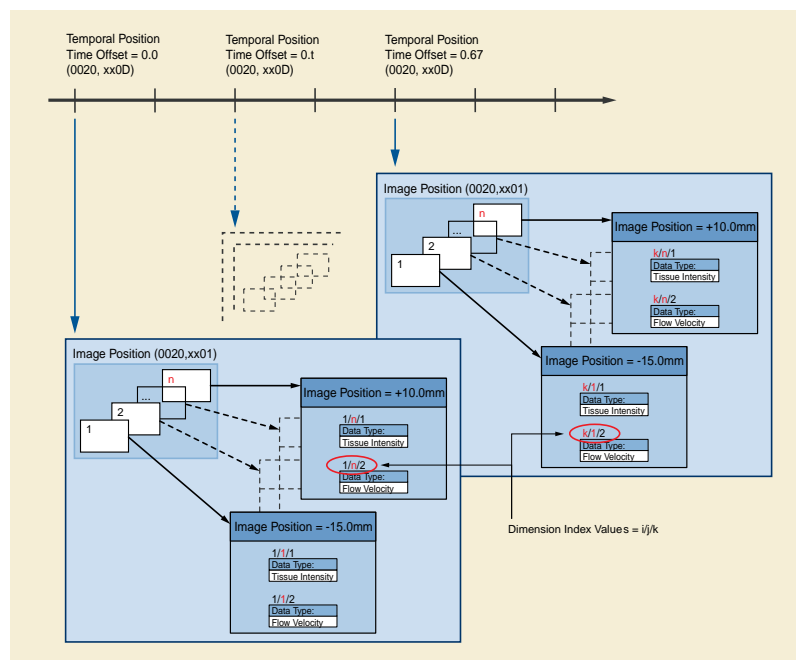 Temporal Position
Time Offset = 0.0
(0020, xx0D)
Temporal Position
Time Offset = 0.t
(0020, xx0D)
Temporal Position
Time Offset = 0.67
(0020, xx0D)
Image Position (0020,xx01)
n
...
2
1
Image Position = +10.0mm
k/n/1
Data Type:
Tissue Intensity
k/n/2
Data Type:
Flow Velocity
Image Position = -15.0mm
k/1/1
Data Type:
Tissue Intensity
k/1/2
Data Type:
Flow Velocity
Image Position (0020,xx01)
n
...
2
1
Image Position = +10.0mm
1/n/1
Data Type:
Tissue Intensity
1/n/2
Data Type:
Flow Velocity
Image Position = -15.0mm
1/1/1
Data Type:
Tissue Intensity
1/1/2
Data Type:
Flow Velocity
Dimension Index Values = i/j/k